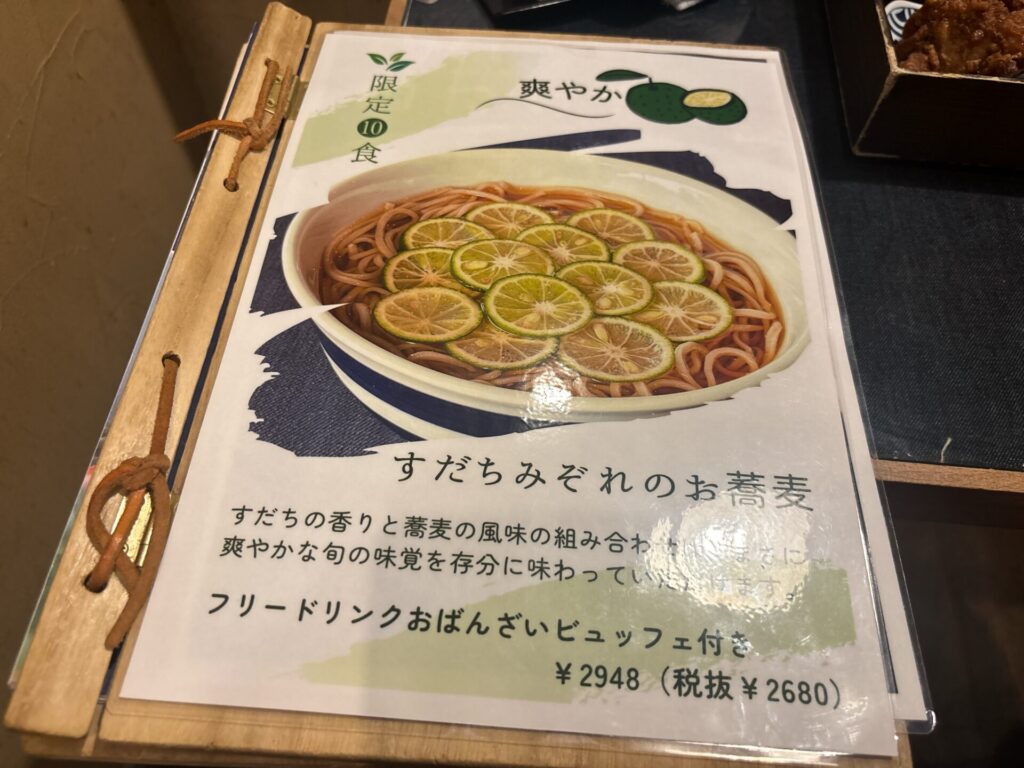 限定❿食
爽やか
すだちみぞれのお蕎麦
すだちの香りと蕎麦の風味の組み合わ
爽やかな旬の味覚を存分に味わってい
フリードリンクおばんざいビュッフェ付き
￥2948（税抜￥2680）